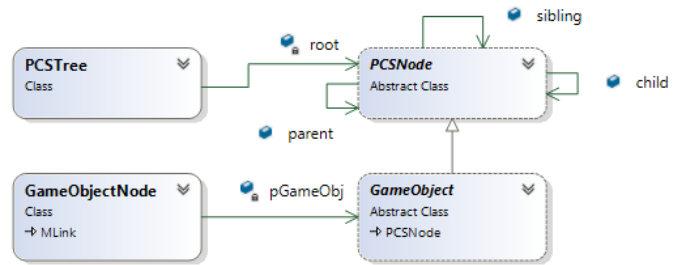 sibling
root
PCSTree
Class
PCSNode
Abstract Class
child
parent
GameObjectNode
Class
MLink
pGameObj
GameObject
Abstract Class
PCSNode